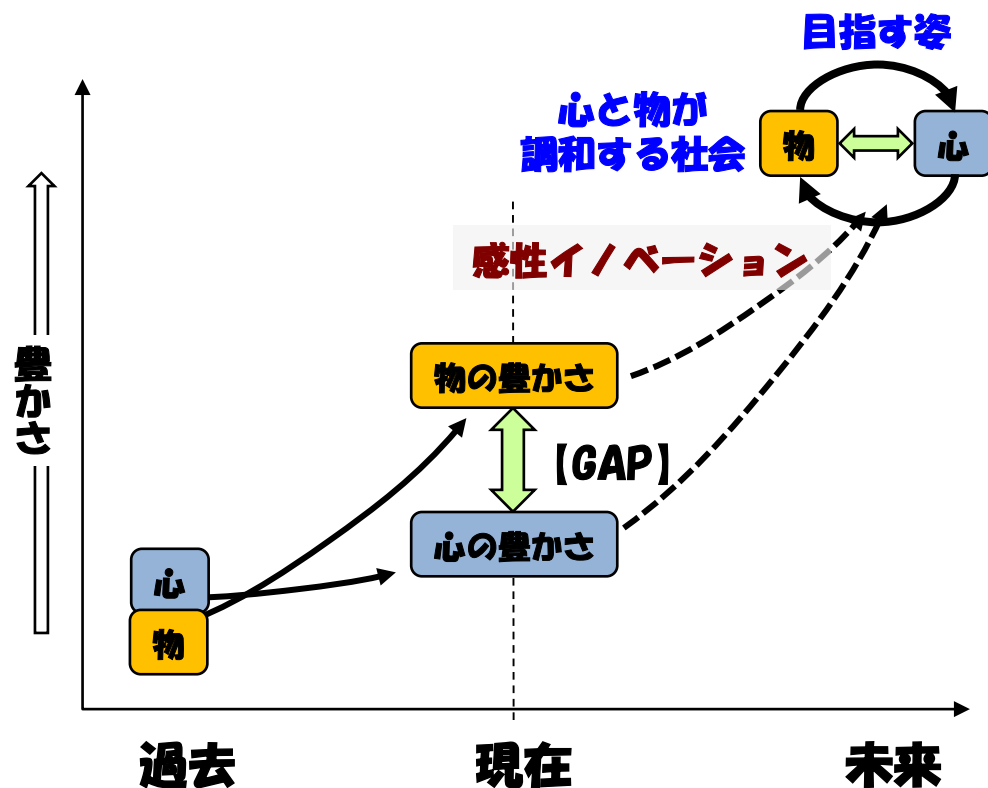 目指す姿
心と物が
調和する社会
物
心
感性イノベーション
豊かさ
物の豊かさ
【GAP】
心の豊かさ
心
物
過去
現在
未来